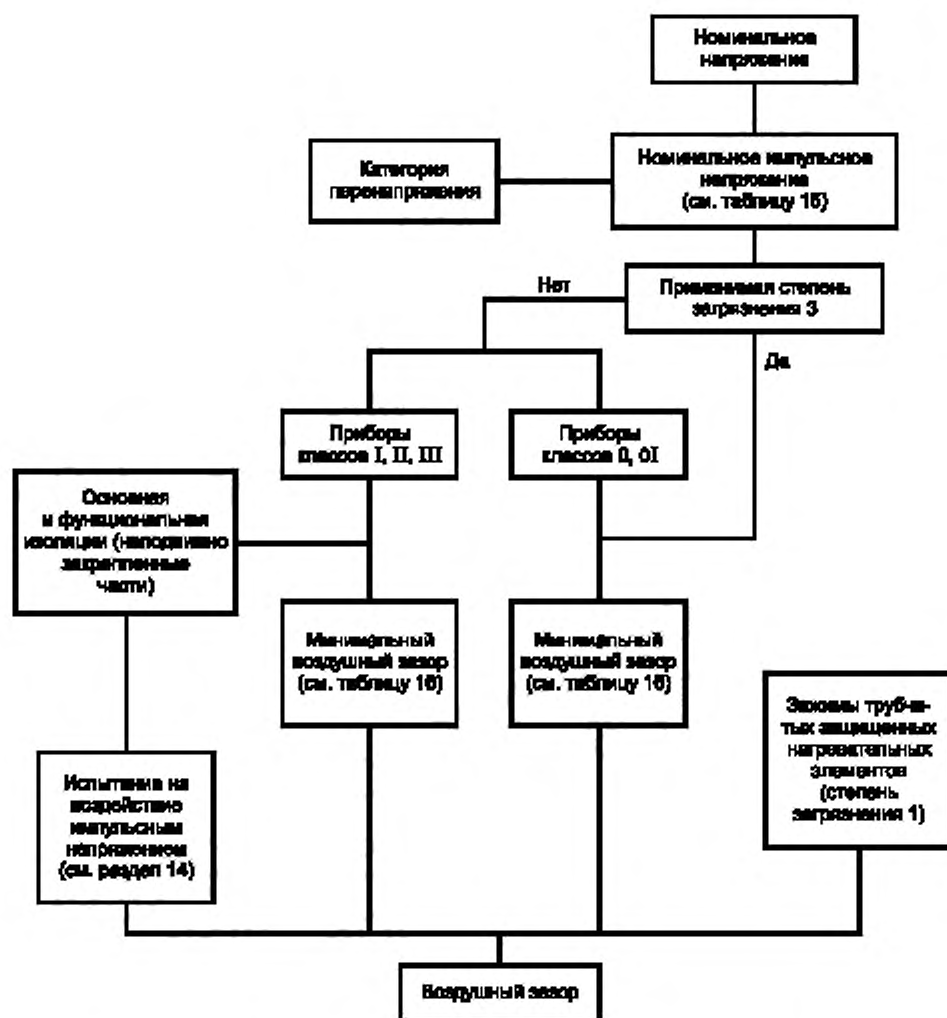 Номинальное
напряжение
Категория
перенапряжения
Номинальное импульсное
напряжение
(см. таблицу 15)
Нет
Применимая степень
загрязнения 3
Да
Приборы
классов I, II, III
Приборы
классов 0, 0I
Основная
и функциональная
изоляции (неподвижно
закрепленные
части)
Минимальный
воздушный зазор
(см. таблицу 16)
Минимальный
воздушный зазор
(см. таблицу 16)
Зажимы трубча-
тых защищенных
нагревательных
элементов
(степень
загрязнения 1)
Испытание на
воздействие
импульсным
напряжением
(см. раздел 14)
Воздушный зазор